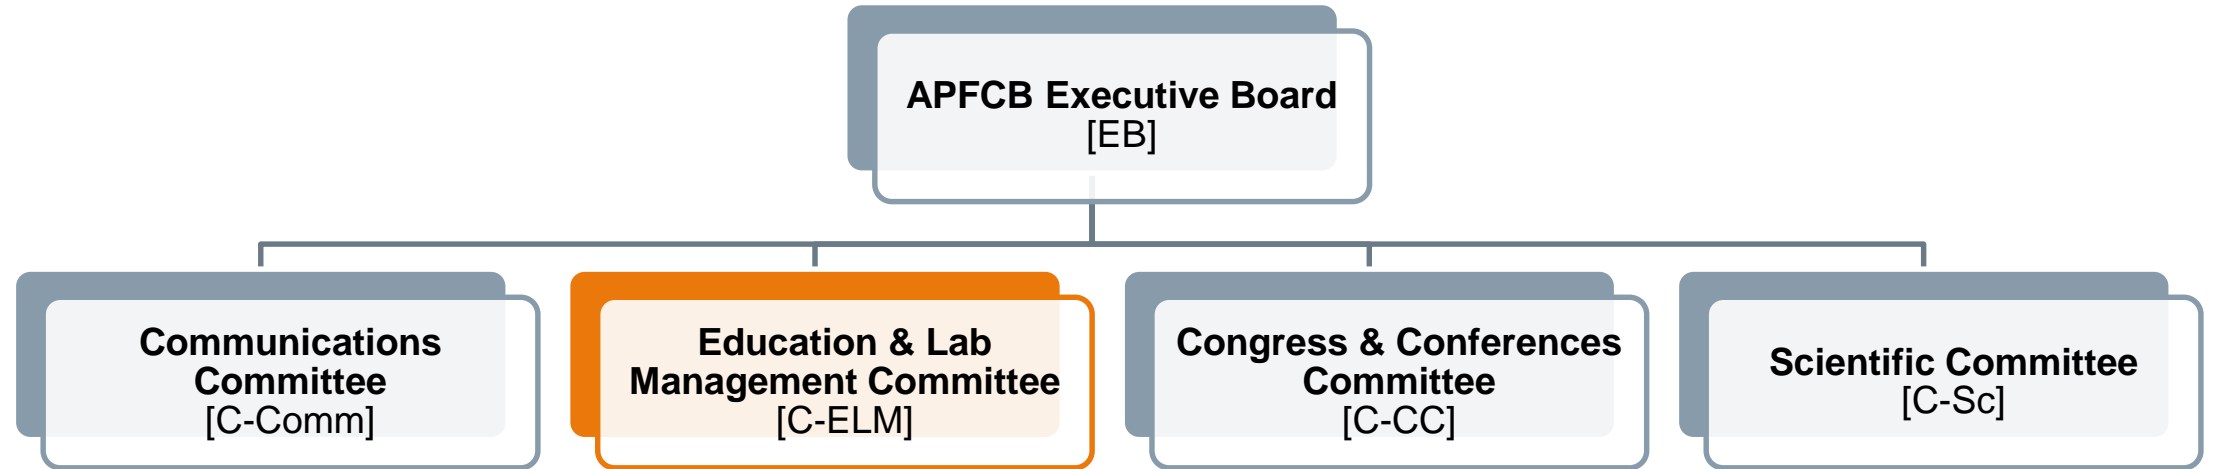 APFCB Executive Board
[EB]
Communications
Committee
[C-Comm]
Education & Lab
Management Committee
[C-ELM]
Congress & Conferences
Committee
[C-CC]
Scientific Committee
[C-Sc]